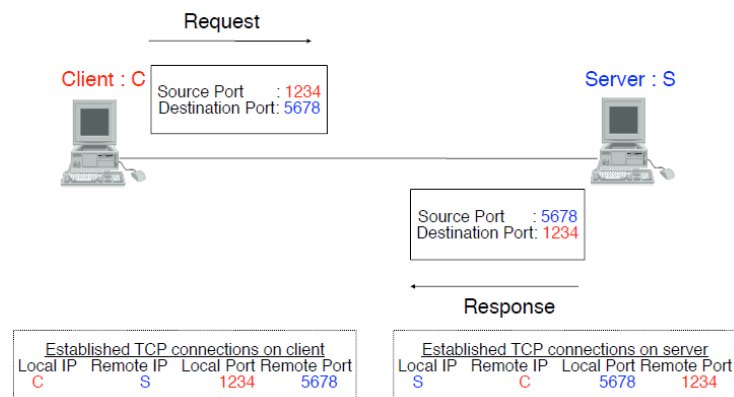 Request
Client : C
Server : S
Source Port : 1234
Destination Port: 5678
Source Port : 5678
Destination Port: 1234
Response
Established TCP connections on client
Local IP Remote IP Local Port Remote Port
C S 1234 5678
Established TCP connections on server
Local IP Remote IP Local Port Remote Port
S C 5678 1234